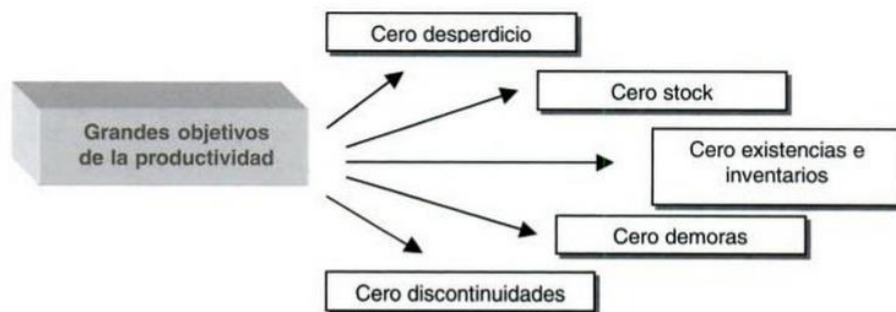 Cero desperdicio
Cero stock
Grandes objetivos
de la productividad
Cero existencias e
inventarios
Cero demoras
Cero discontinuidades